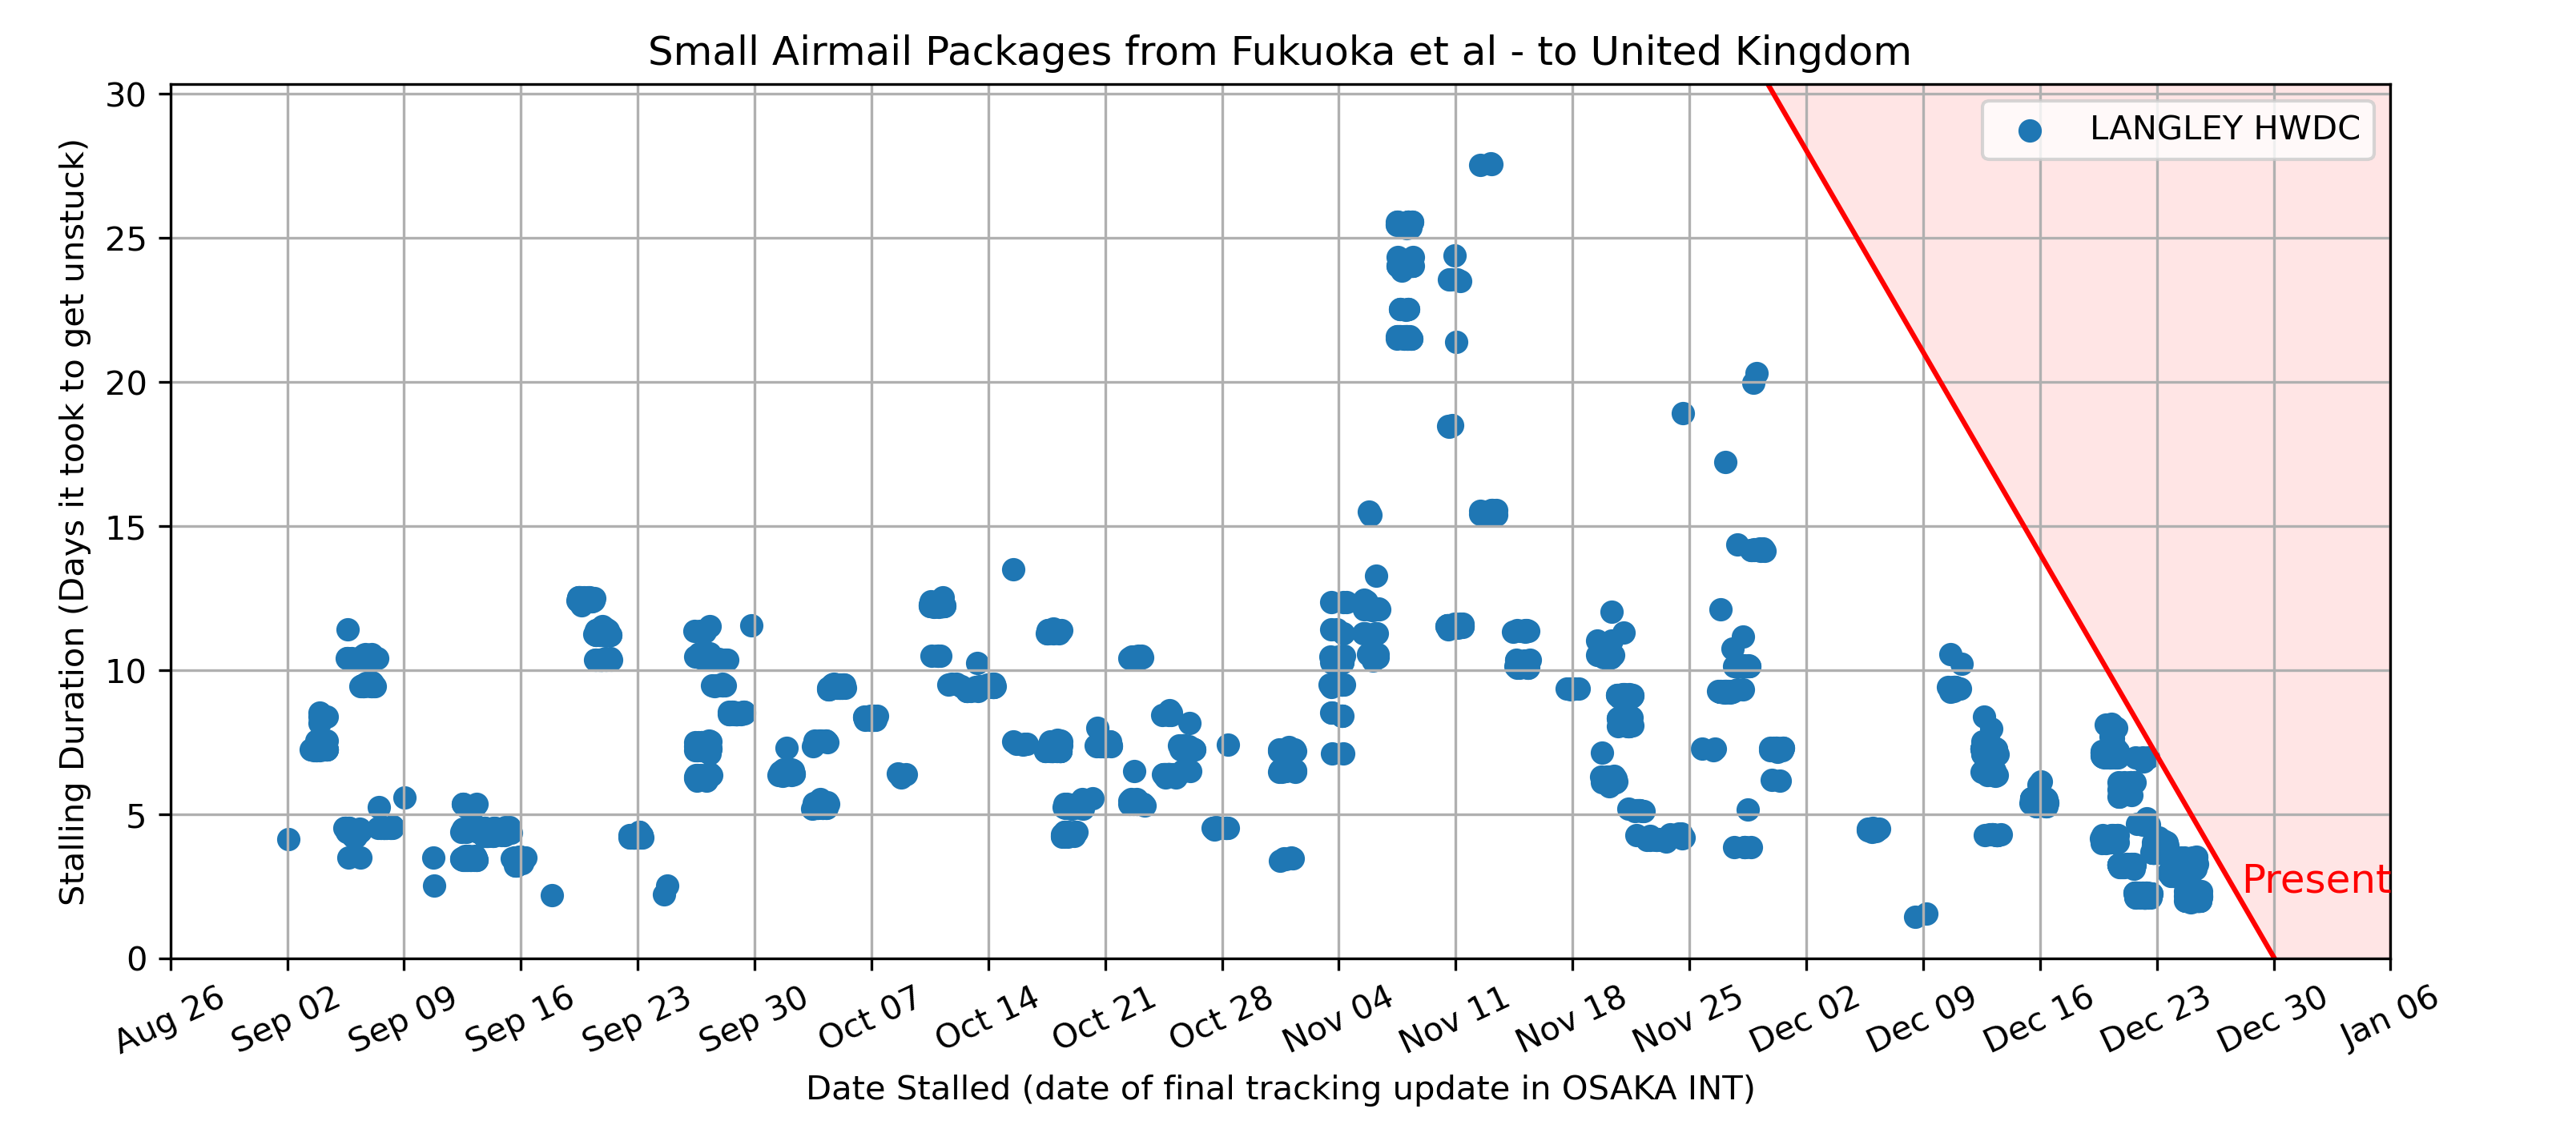 Small Airmail Packages from Fukuoka et al - to United Kingdom
LANGLEY HWDC
Stalling Duration (Days it took to get unstuck)
30
25
20
15
10
5
0
Present
Aug 26
Sep 02
Sep 09
Sep 16
Sep 23
Sep 30
Oct 07
Oct 14
Oct 21
Oct 28
Nov 04
Nov 11
Nov 18
Nov 25
Dec 02
Dec 09
Dec 16
Dec 23
Dec 30
Jan 06
Date Stalled (date of final tracking update in OSAKA INT)